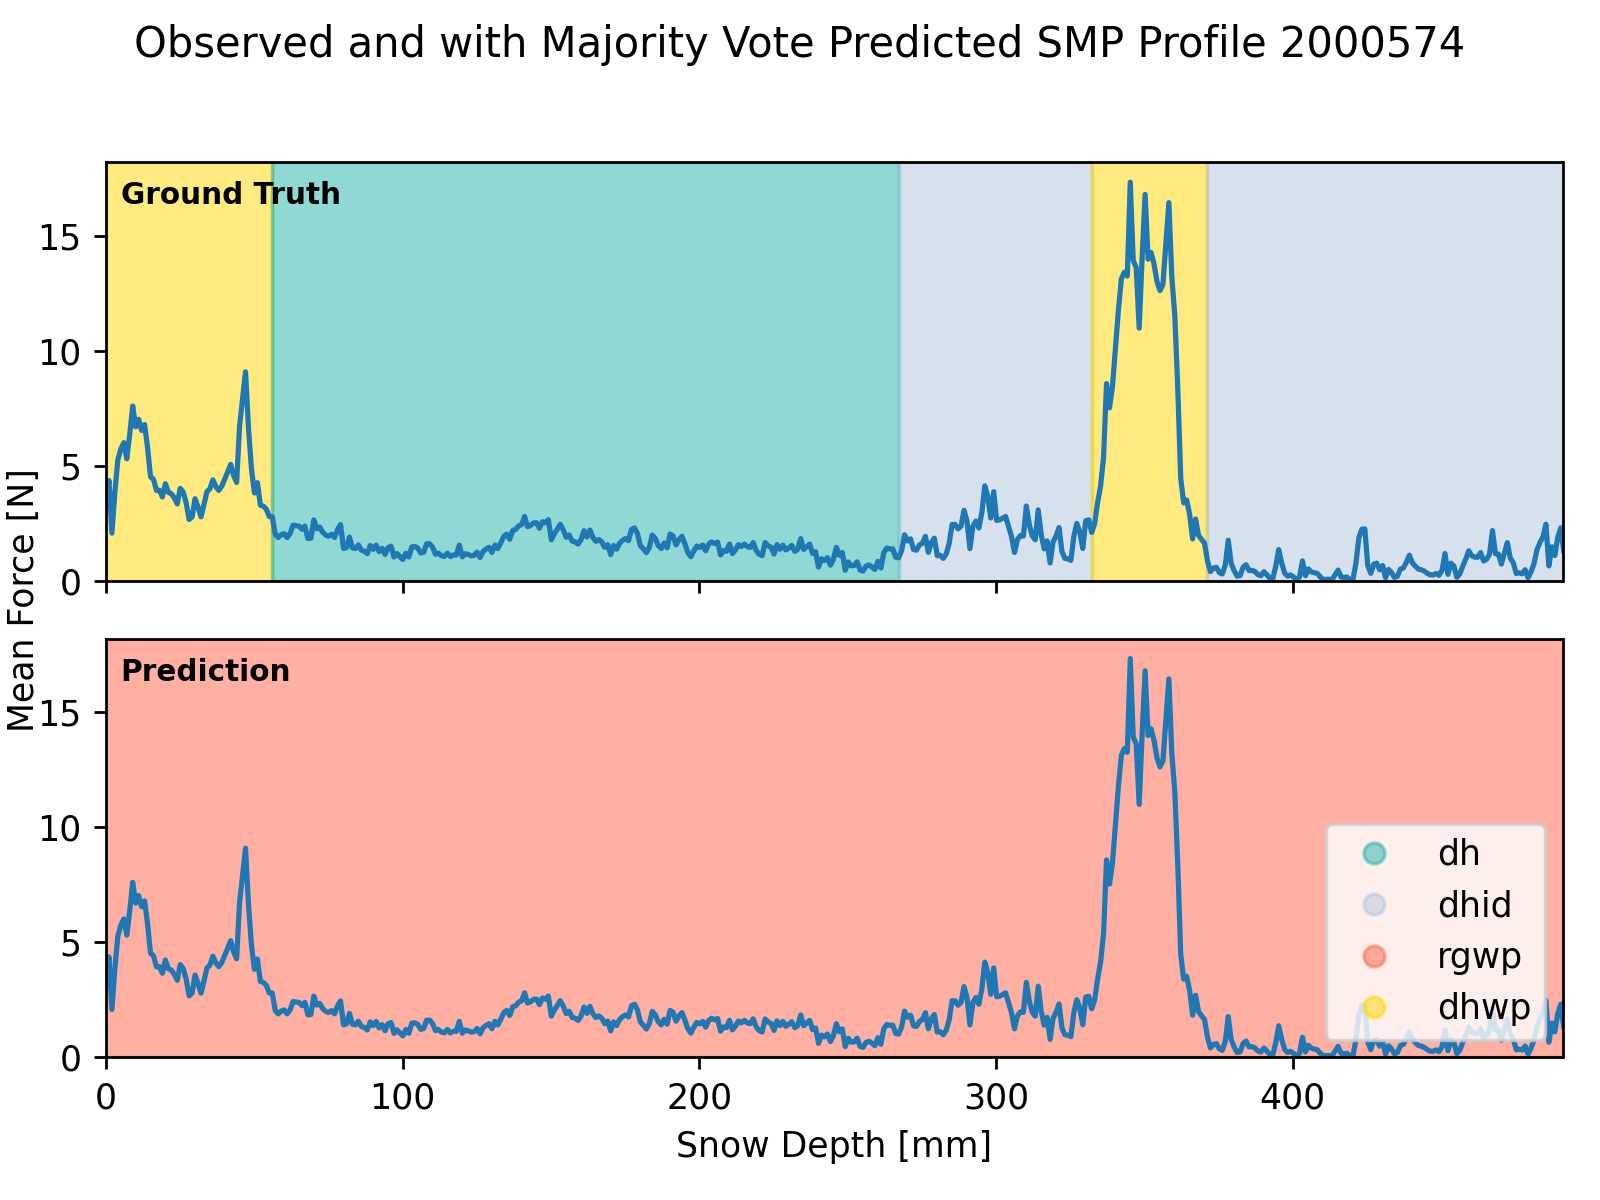 Observed and with Majority Vote Predicted SMP Profile 2000574
Ground Truth
15
10
5
0
Mean Force [N]
Prediction
15
10
5
0
dh
dhid
rgwp
dhwp
0 100 200 300 400
Snow Depth [mm]